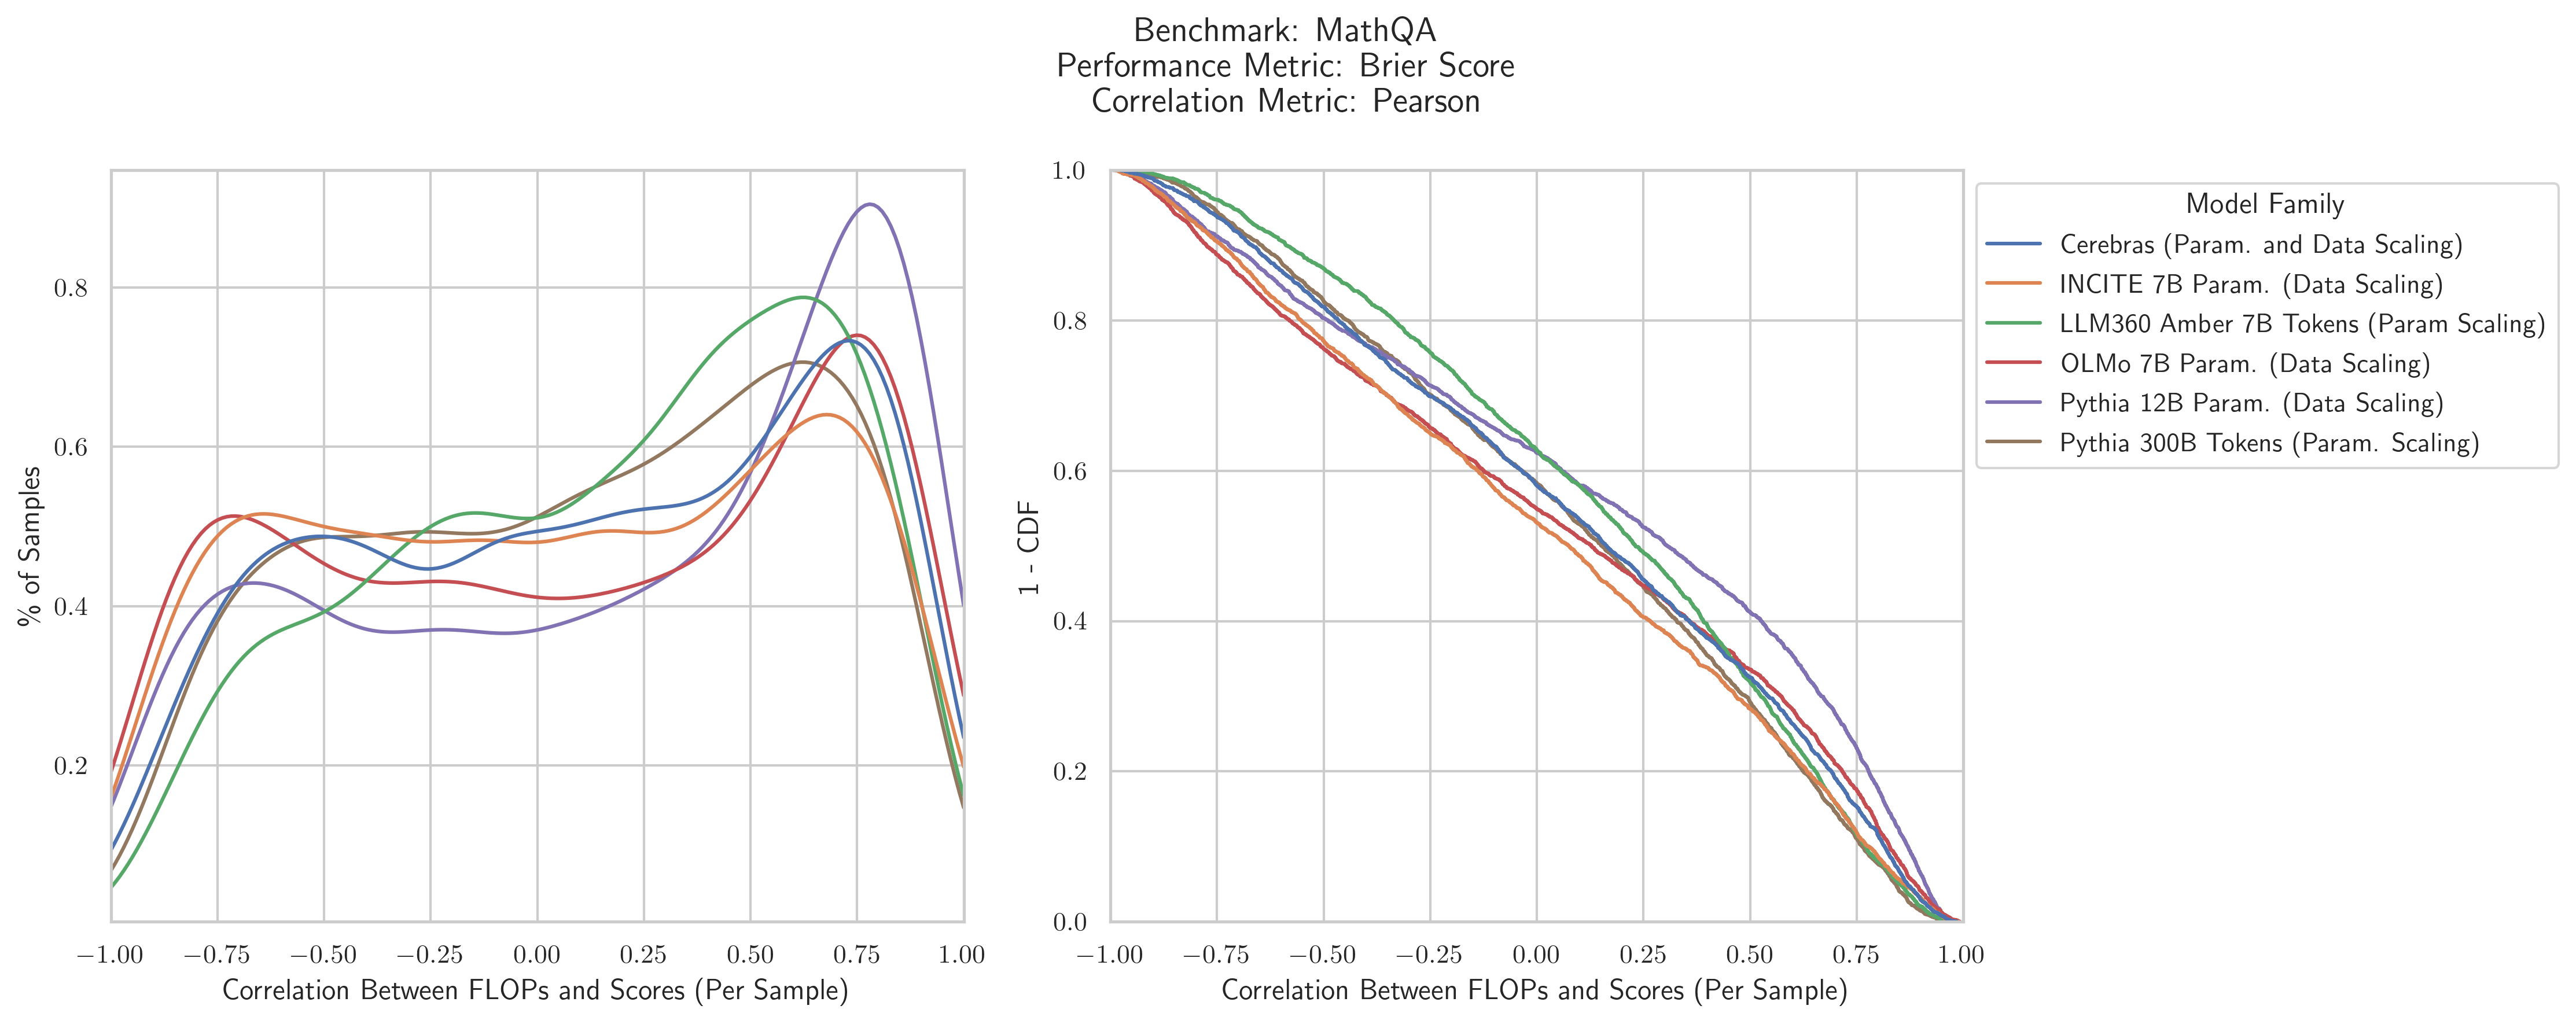 Benchmark: MathQA
Performance Metric: Brier Score
Correlation Metric: Pearson
% of Samples
0.8
0.6
0.4
0.2
−1.00 −0.75 −0.50 −0.25 0.00 0.25 0.50 0.75 1.00
Correlation Between FLOPs and Scores (Per Sample)
1 - CDF
1.0
0.8
0.6
0.4
0.2
0.0
−1.00 −0.75 −0.50 −0.25 0.00 0.25 0.50 0.75 1.00
Correlation Between FLOPs and Scores (Per Sample)
Model Family
Cerebras (Param. and Data Scaling)
INCITE 7B Param. (Data Scaling)
LLM360 Amber 7B Tokens (Param Scaling)
OLMo 7B Param. (Data Scaling)
Pythia 12B Param. (Data Scaling)
Pythia 300B Tokens (Param. Scaling)